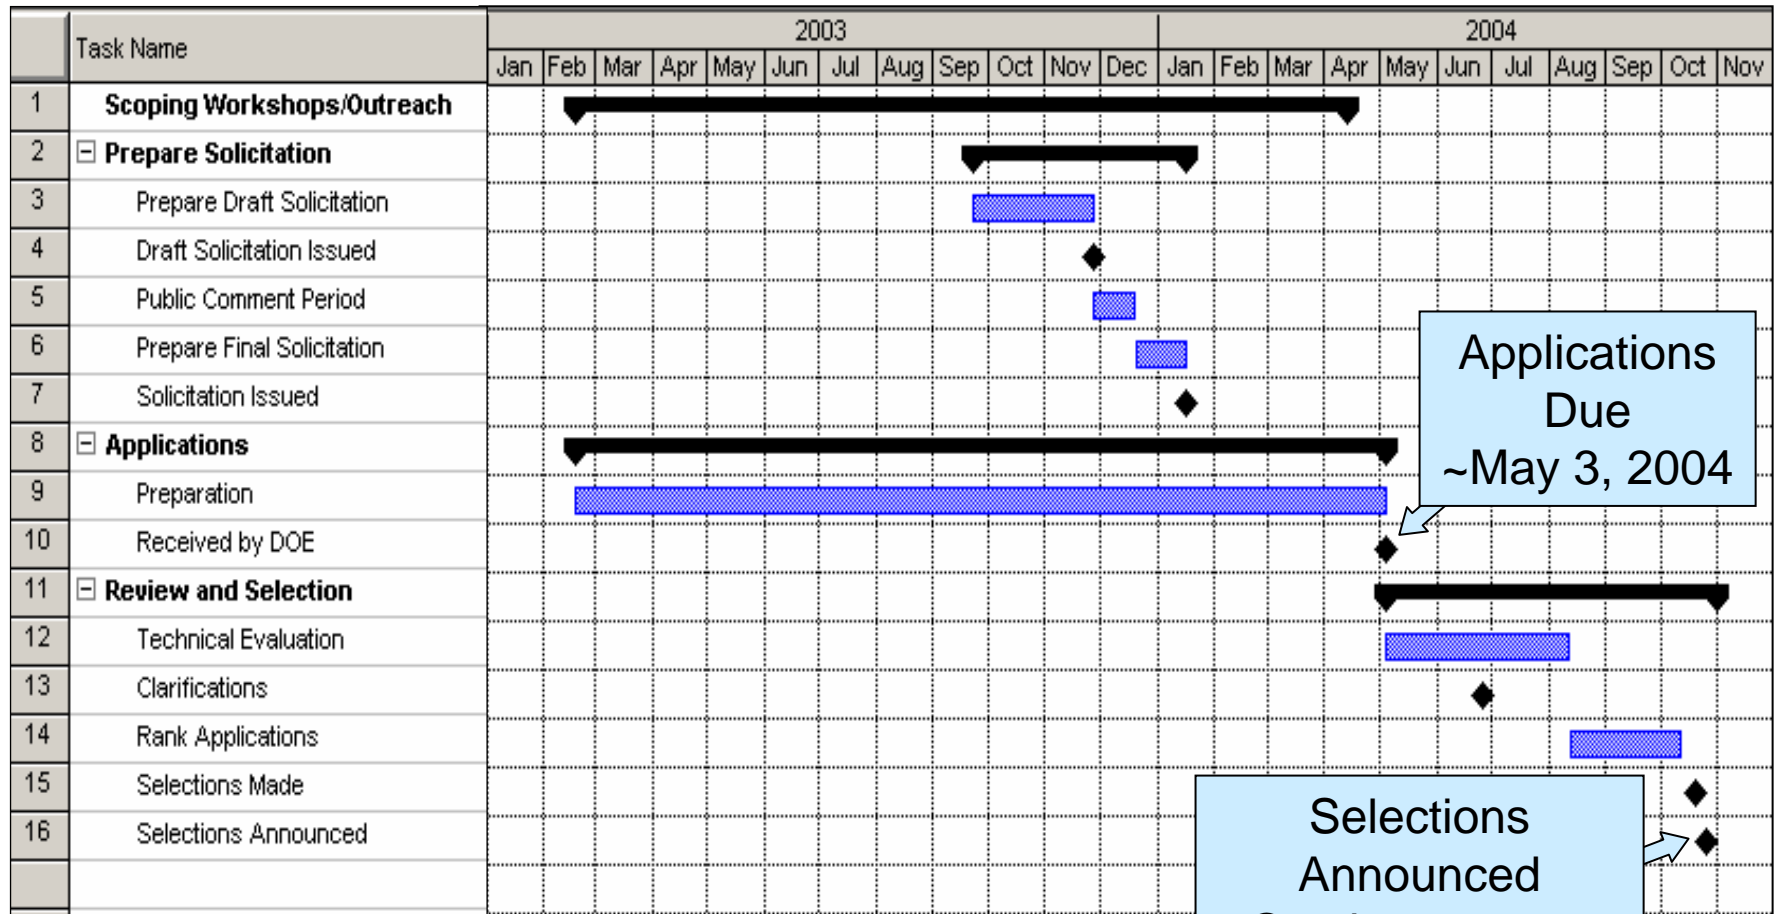 Task Name
2003 2004
Jan Feb Mar Apr May Jun Jul Aug Sep Oct Nov Dec Jan Feb Mar Apr May Jun Jul Aug Sep Oct Nov
1 Scoping Workshops/Outreach
2 Prepare Solicitation
3 Prepare Draft Solicitation
4 Draft Solicitation Issued
5 Public Comment Period
6 Prepare Final Solicitation
7 Solicitation Issued
8 Applications
9 Preparation
10 Received by DOE
11 Review and Selection
12 Technical Evaluation
13 Clarifications
14 Rank Applications
15 Selections Made
16 Selections Announced
Applications
Due
~May 3, 2004
Selections
Announced